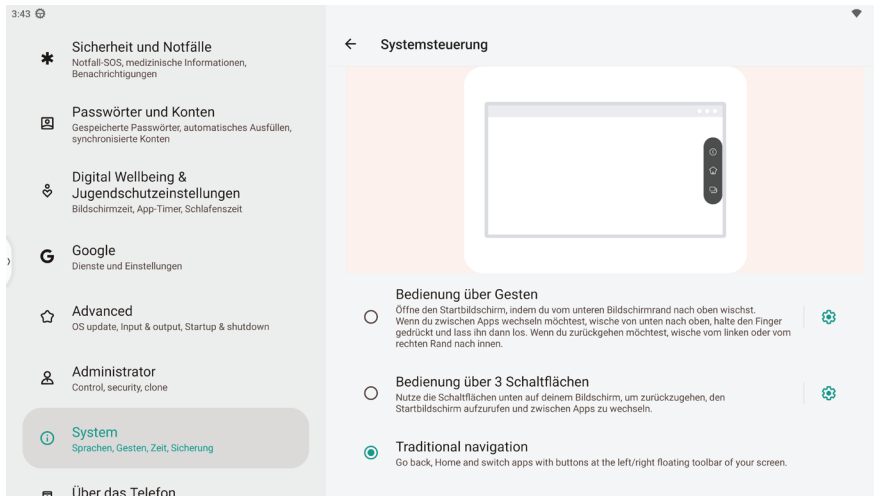 3:43
Sicherheit und Notfälle
Notfall-SOS, medizinische Informationen,
Benachrichtigungen
Passwörter und Konten
Gespeicherte Passwörter, automatisches Ausfüllen,
synchronisierte Konten
Digital Wellbeing &
Jugendschutzeinstellungen
Bildschirmzeit, App-Timer, Schlafenszeit
Google
Dienste und Einstellungen
Advanced
OS update, Input & output, Startup & shutdown
Administrator
Control, security, clone
System
Sprachen, Gesten, Zeit, Sicherung
Über das Telefon
Systemsteuerung
Bedienung über Gesten
Öffne den Startbildschirm, indem du vom unteren Bildschirmrand nach oben wischst.
Wenn du zwischen Apps wechseln möchtest, wische von unten nach oben, halte den Finger
gedrückt und lass ihn dann los. Wenn du zurückgehen möchtest, wische vom linken oder vom
rechten Rand nach innen.
Bedienung über 3 Schaltflächen
Nutze die Schaltflächen unten auf deinem Bildschirm, um zurückzugehen, den
Startbildschirm aufzurufen und zwischen Apps zu wechseln.
Traditional navigation
Go back, Home and switch apps with buttons at the left/right floating toolbar of your screen.